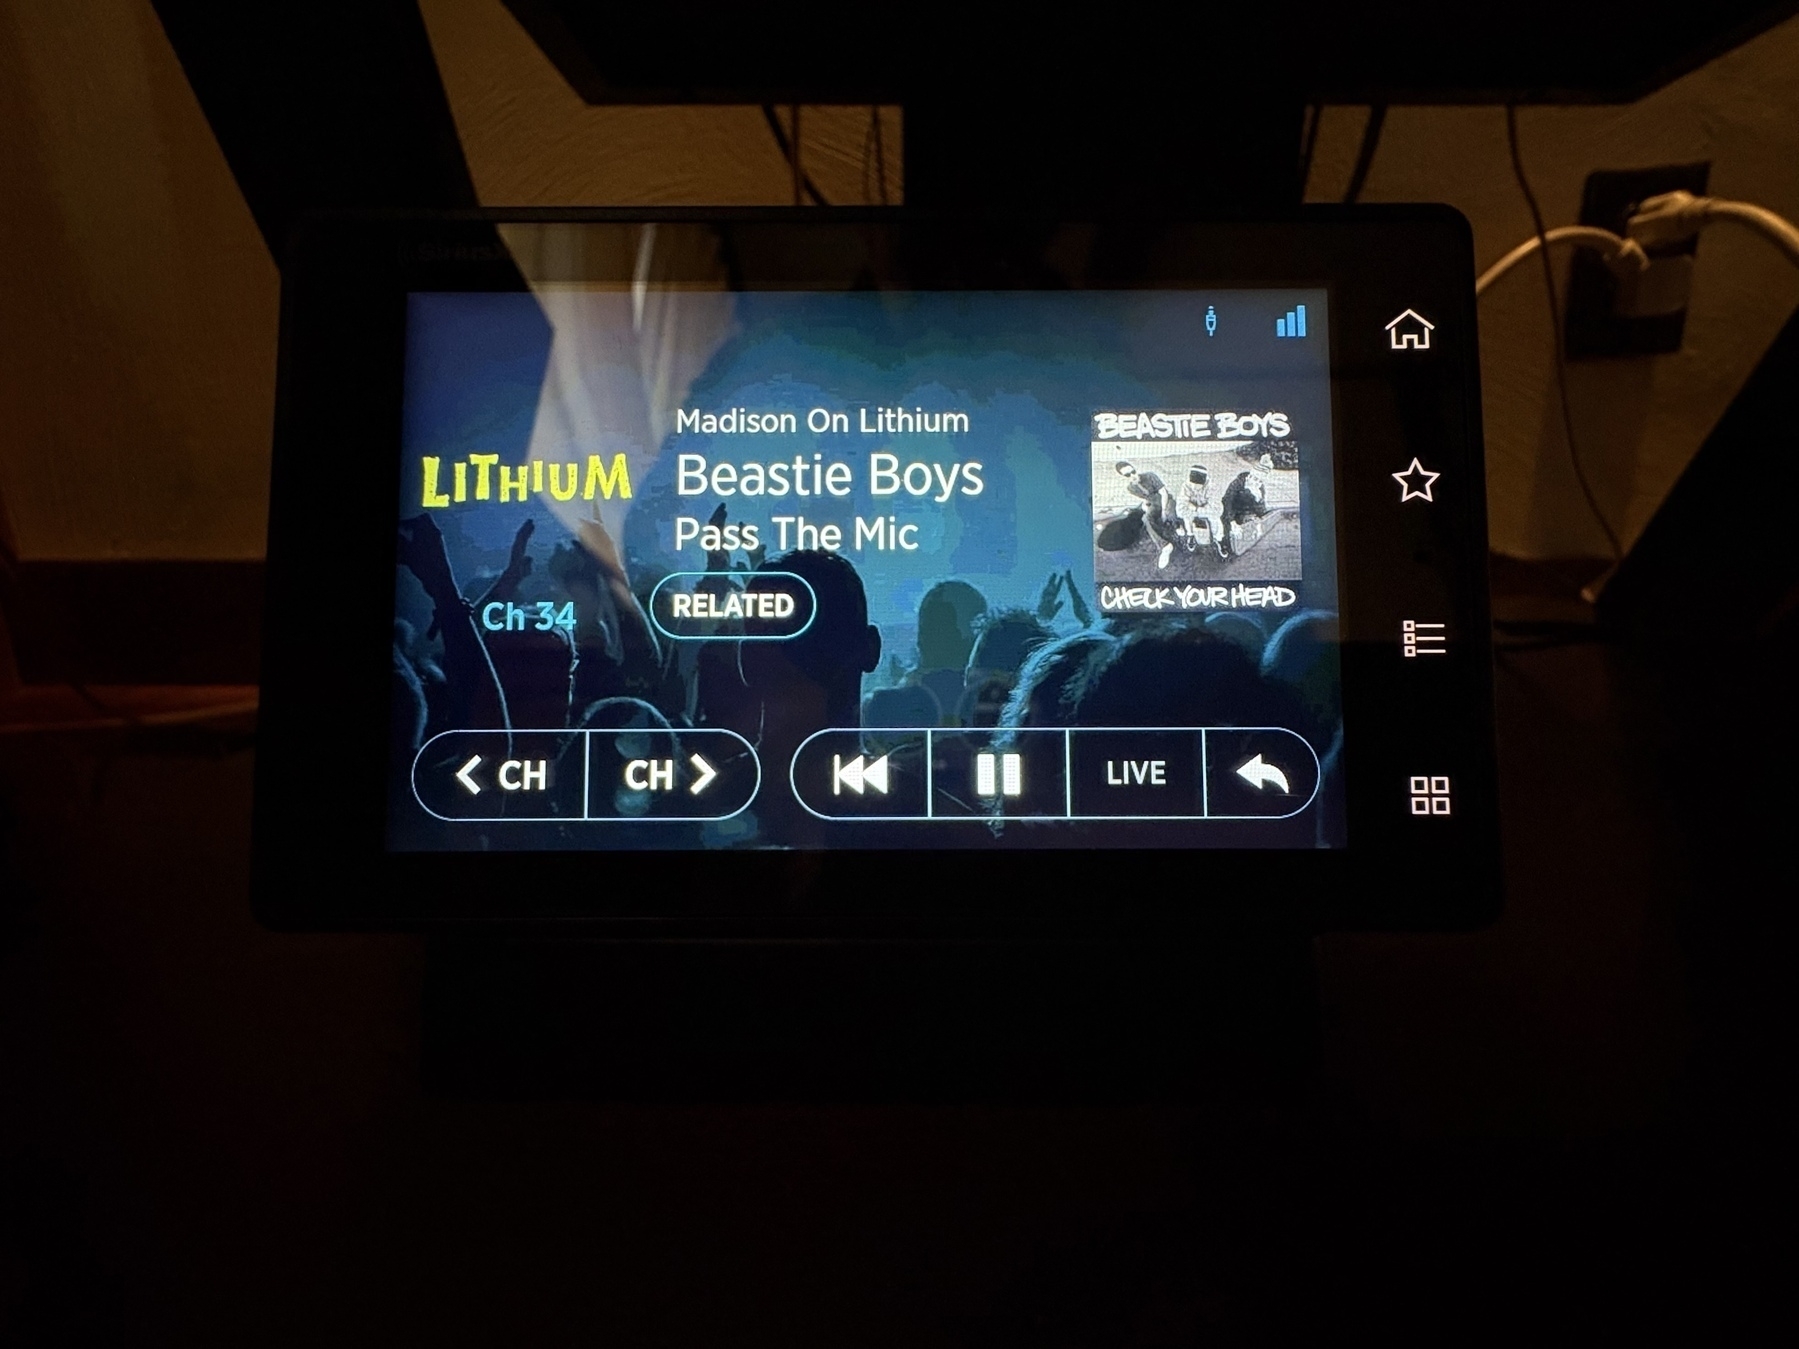 Madison On Lithium
LITHIUM
Beastie Boys
Pass The Mic
Ch 34
RELATED
BEASTIE BOYS
CHECK YOUR HEAD
CH
CH
LIVE